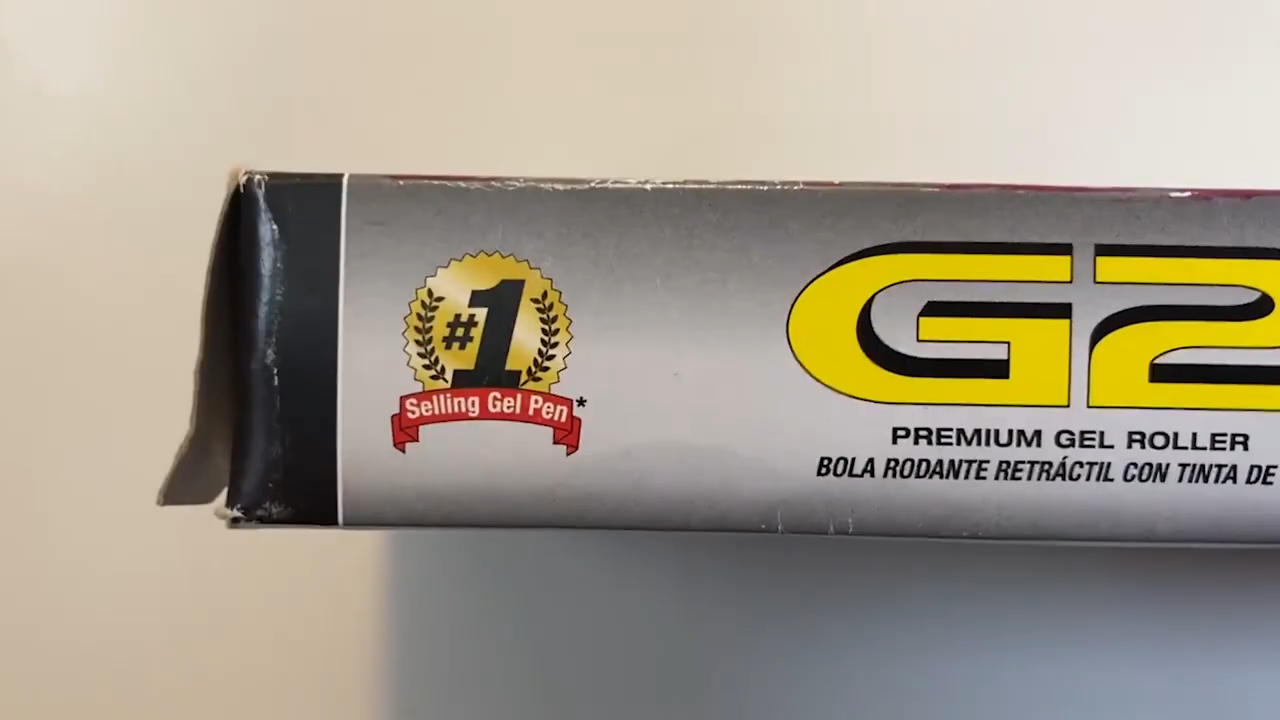 #1
Selling Gel Pen*
G2
PREMIUM GEL ROLLER
BOLA RODANTE RETRÁCTIL CON TINTA DE